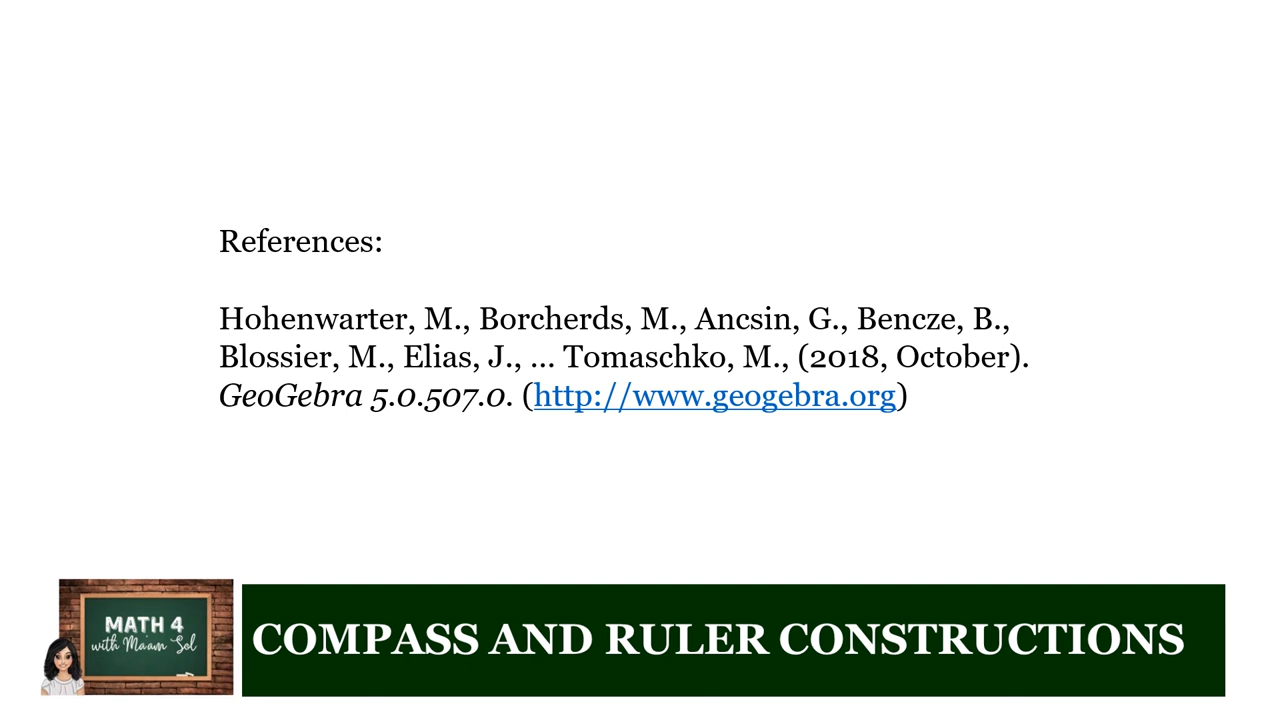 References:
Hohenwarter, M., Borcherds, M., Ancsin, G., Bencze, B.,
Blossier, M., Elias, J., ... Tomaschko, M., (2018, October).
GeoGebra 5.0.507.0. (http://www.geogebra.org)
MATH 4
with Ma'am Sol
COMPASS AND RULER CONSTRUCTIONS